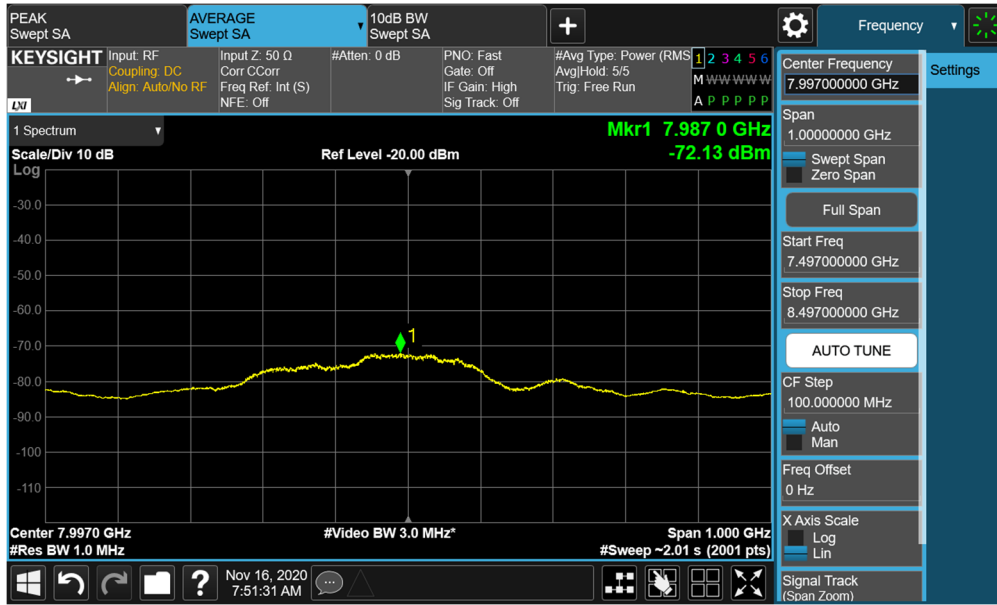 PEAK
Swept SA
AVERAGE
Swept SA
10dB BW
Swept SA
+
Frequency
KEYSIGHT
LXI
Input: RF
Coupling: DC
Align: Auto/No RF
Input Z: 50 Ω
Corr CCorr
Freq Ref: Int (S)
NFE: Off
#Atten: 0 dB
PNO: Fast
Gate: Off
IF Gain: High
Sig Track: Off
#Avg Type: Power (RMS
Avg|Hold: 5/5
Trig: Free Run
1 2 3 4 5 6
M W W W W W
A P P P P P
1 Spectrum
Scale/Div 10 dB
Log
Ref Level -20.00 dBm
Mkr1 7.987 0 GHz
-72.13 dBm
-30.0
-40.0
-50.0
-60.0
-70.0
-80.0
-90.0
-100
-110
1
Center 7.9970 GHz
#Res BW 1.0 MHz
#Video BW 3.0 MHz*
Span 1.000 GHz
#Sweep ~2.01 s (2001 pts)
Center Frequency
7.997000000 GHz
Settings
Span
1.00000000 GHz
Swept Span
Zero Span
Full Span
Start Freq
7.497000000 GHz
Stop Freq
8.497000000 GHz
AUTO TUNE
CF Step
100.000000 MHz
Auto
Man
Freq Offset
0 Hz
X Axis Scale
Log
Lin
Signal Track
(Span Zoom)
?
Nov 16, 2020
7:51:31 AM